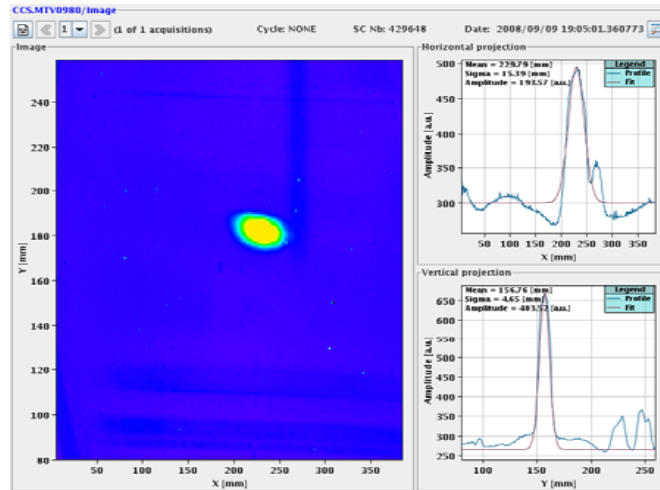 CCS.MTV0980/Image
1 (1 of 1 acquisitions) Cycle: NONE SC Nb: 429648 Date: 2008/09/09 19:05:01.360773
Image
240
220
200
180
160
140
120
100
80
Y [mm]
50 100 150 200 250 300 350
X [mm]
Horizontal projection
Mean = 229.79 [mm]
Sigma = 15.39 [mm]
Amplitude = 193.57 [a.u.]
Legend
Profile
Fit
500
450
400
350
300
Amplitude [a.u.]
50 100 150 200 250 300 350
X [mm]
Vertical projection
Mean = 156.76 [mm]
Sigma = 4.65 [mm]
Amplitude = 403.52 [a.u.]
Legend
Profile
Fit
650
600
550
500
450
400
350
300
250
Amplitude [a.u.]
100 150 200 250
Y [mm]